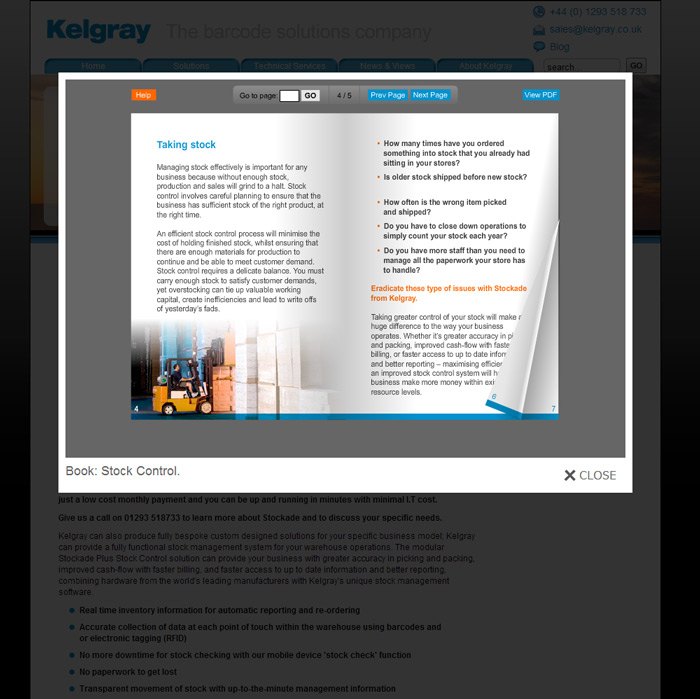 Kelgray The barcode solutions company
+44 (0) 1293 518 733
sales@kelgray.co.uk
Blog
Home Solutions Technical Services News & Views About Kelgray search GO
Help Go to page: GO 4 / 5 Prev Page Next Page View PDF
Taking stock
Managing stock effectively is important for any
business because without enough stock,
production and sales will grind to a halt. Stock
control involves careful planning to ensure that the
business has sufficient stock of the right product, at
the right time.
An efficient stock control process will minimise the
cost of holding finished stock, whilst ensuring that
there are enough materials for production to
continue and be able to meet customer demand.
Stock control requires a delicate balance. You must
carry enough stock to satisfy customer demands,
yet overstocking can tie up valuable working
capital, create inefficiencies and lead to write offs
of yesterday's fads.
4
• How many times have you ordered
something into stock that you already had
sitting in your stores?
• Is older stock shipped before new stock?
• How often is the wrong item picked
and shipped?
• Do you have to close down operations to
simply count your stock each year?
• Do you have more staff than you need to
manage all the paperwork your store has
to handle?
Eradicate these type of issues with Stockade
from Kelgray.
Taking greater control of your stock will make
huge difference to the way your business
operates. Whether it's greater accuracy in
and packing, improved cash-flow with
billing, or faster access to up to date
and better reporting – maximising
an improved stock control system will
business make more money within
resource levels.
6
7
Book: Stock Control.
CLOSE
just a low cost monthly payment and you can be up and running in minutes with minimal I.T cost.
Give us a call on 01293 518733 to learn more about Stockade and to discuss your specific needs.
Kelgray can also produce fully bespoke custom designed solutions for your specific business model; Kelgray
can provide a fully functional stock management system for your warehouse operations. The modular
Stockade Plus Stock Control solution can provide your business with greater accuracy in picking and packing,
improved cash-flow with faster billing, and faster access to up to date information and better reporting,
combining hardware from the world's leading manufacturers with Kelgray's unique stock management
software.
Real time inventory information for automatic reporting and re-ordering
Accurate collection of data at each point of touch within the warehouse using barcodes and
or electronic tagging (RFID)
No more downtime for stock checking with our mobile device 'stock check' function
No paperwork to get lost
Transparent movement of stock with up-to-the-minute management information